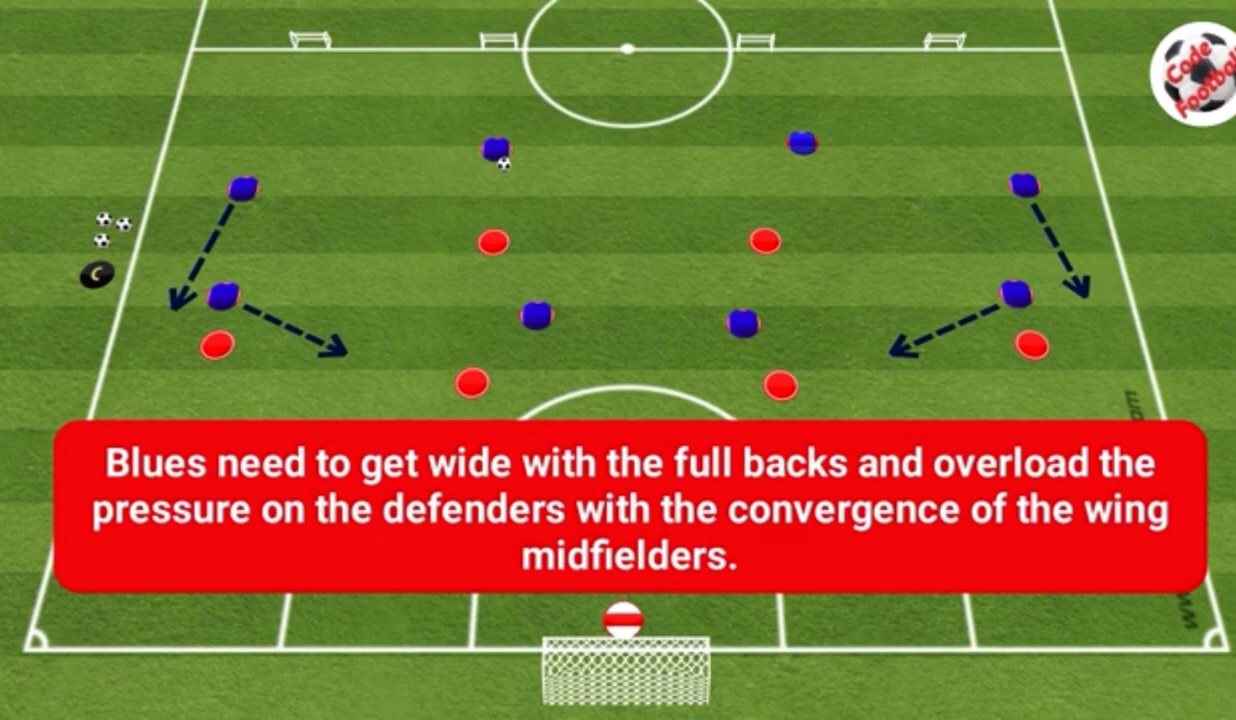 Code
Football
Blues need to get wide with the full backs and overload the
pressure on the defenders with the convergence of the wing
midfielders.
C